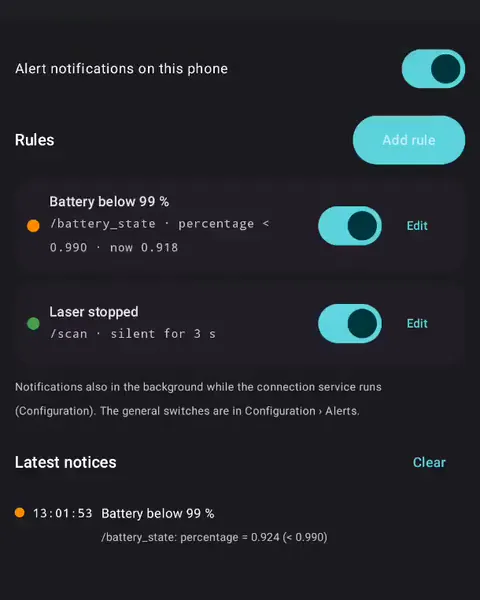 Alert notifications on this phone
Rules
Add rule
Battery below 99 %
/battery_state · percentage <
0.990 · now 0.918
Edit
Laser stopped
/scan · silent for 3 s
Edit
Notifications also in the background while the connection service runs
(Configuration). The general switches are in Configuration › Alerts.
Latest notices
Clear
13:01:53 Battery below 99 %
/battery_state: percentage = 0.924 (< 0.990)